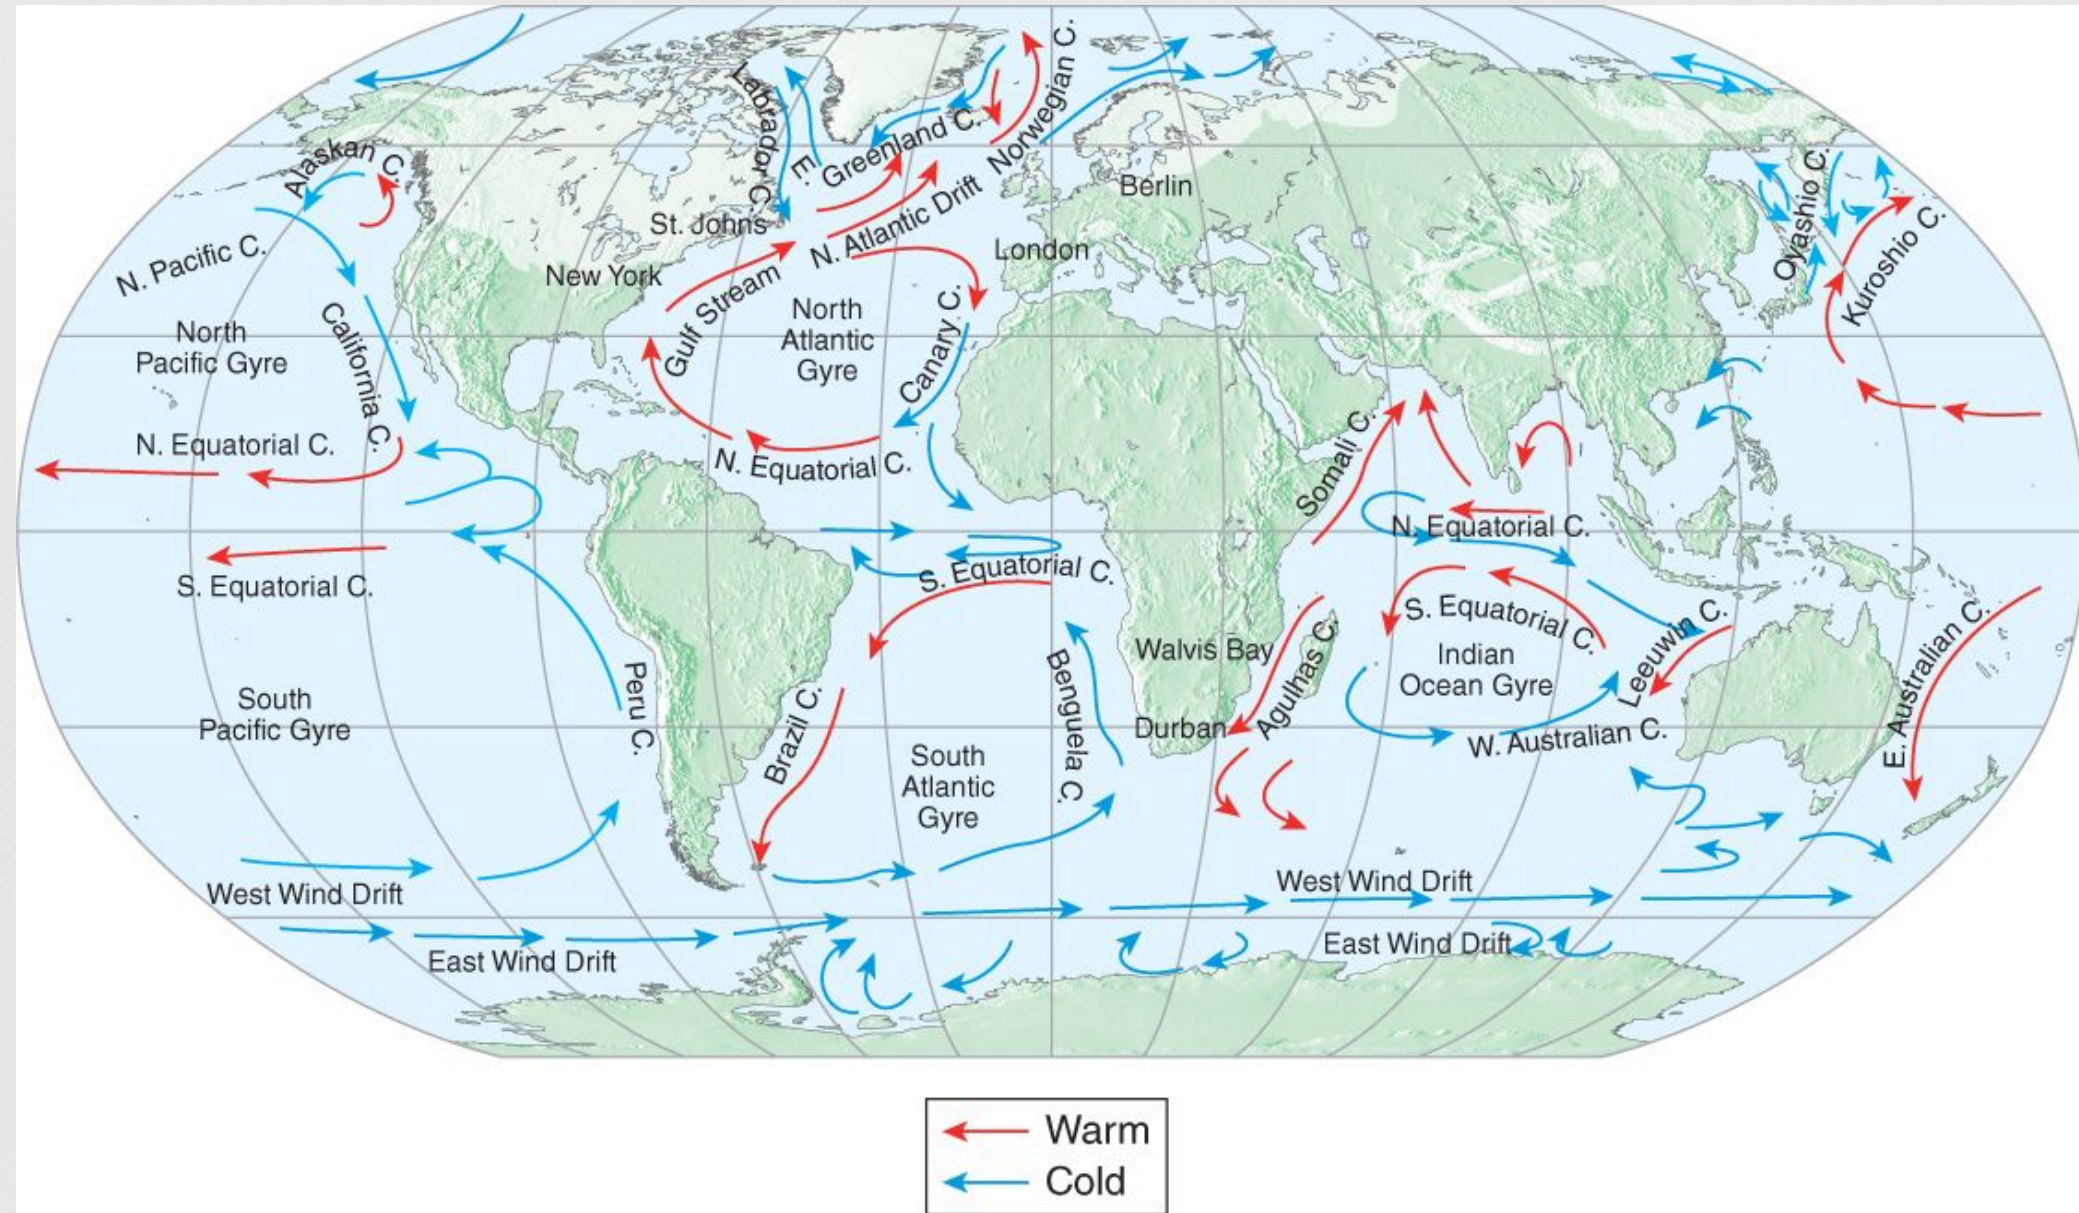 Labrador C.
Norwegian C.
E. Greenland C.
Alaskan C.
Oyashio C.
Berlin
St. Johns
N. Atlantic Drift
London
N. Pacific C.
New York
Gulf Stream
Kuroshio C.
North
Pacific Gyre
California C.
North
Atlantic
Gyre
Canary C.
N. Equatorial C.
N. Equatorial C.
Somali C.
N. Equatorial C.
S. Equatorial C.
S. Equatorial C.
S. Equatorial C.
Walvis Bay
Agulhas C.
Indian
Ocean Gyre
Leeuwin C.
E. Australian C.
South
Pacific Gyre
Peru C.
Brazil C.
Benguela C.
Durban
W. Australian C.
South
Atlantic
Gyre
West Wind Drift
West Wind Drift
East Wind Drift
East Wind Drift
Warm
Cold